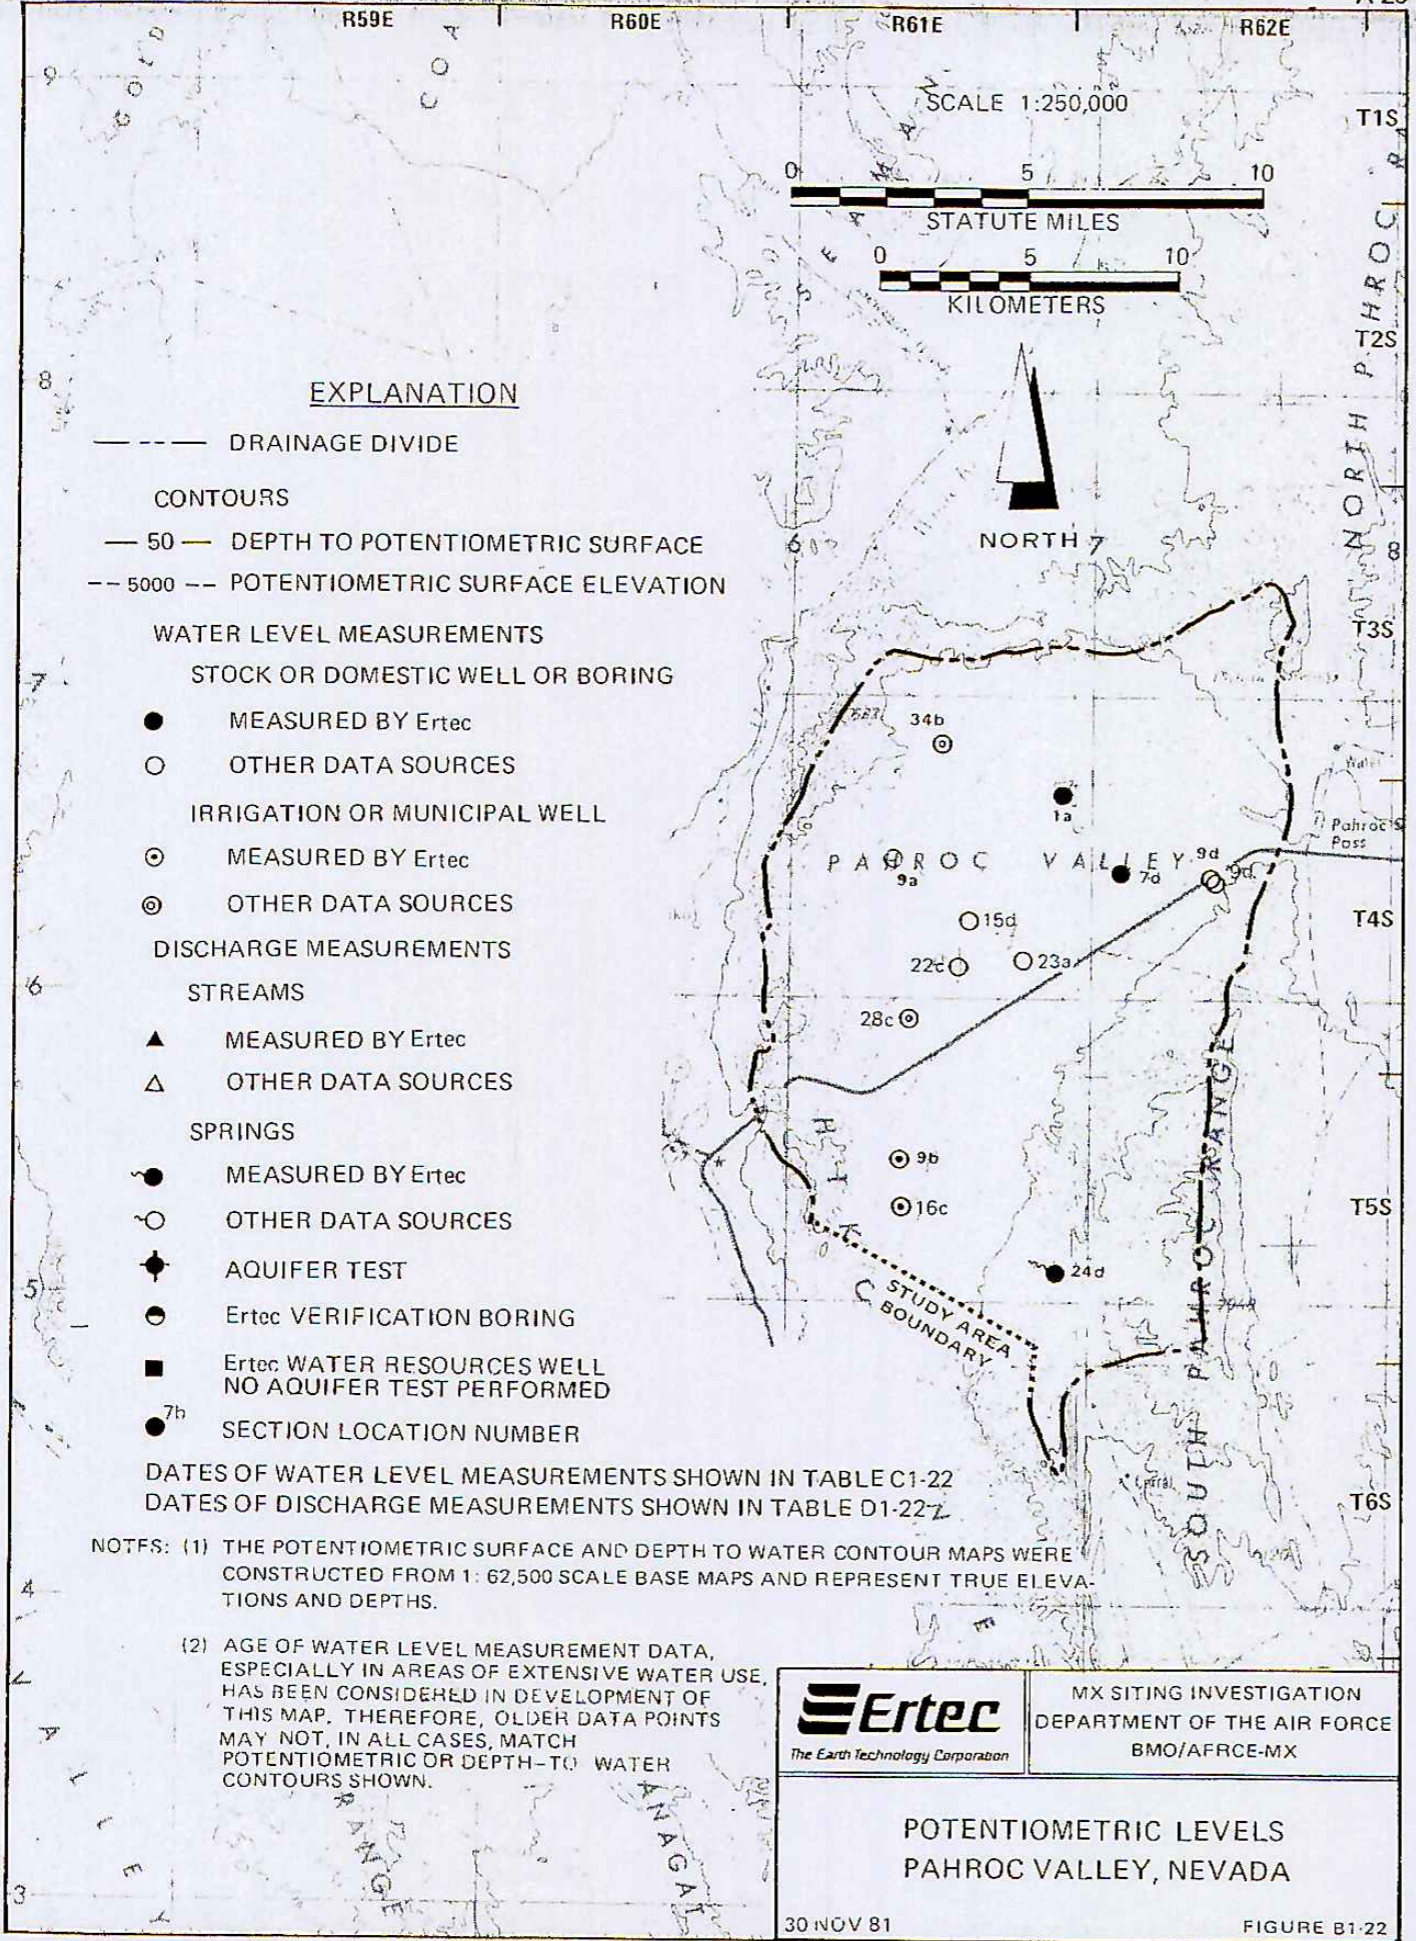 R59E R60E R61E R62E
SCALE 1:250,000
T1S
0 5 10
STATUTE MILES
0 5 10
KILOMETERS
T2S
NORTH PAHROC RA
NORTH
T3S
EXPLANATION
DRAINAGE DIVIDE
CONTOURS
— 50 — DEPTH TO POTENTIOMETRIC SURFACE
-- 5000 -- POTENTIOMETRIC SURFACE ELEVATION
WATER LEVEL MEASUREMENTS
STOCK OR DOMESTIC WELL OR BORING
MEASURED BY Ertec
OTHER DATA SOURCES
IRRIGATION OR MUNICIPAL WELL
MEASURED BY Ertec
OTHER DATA SOURCES
DISCHARGE MEASUREMENTS
STREAMS
MEASURED BY Ertec
OTHER DATA SOURCES
SPRINGS
MEASURED BY Ertec
OTHER DATA SOURCES
AQUIFER TEST
Ertec VERIFICATION BORING
Ertec WATER RESOURCES WELL
NO AQUIFER TEST PERFORMED
7h
SECTION LOCATION NUMBER
DATES OF WATER LEVEL MEASUREMENTS SHOWN IN TABLE C1-22
DATES OF DISCHARGE MEASUREMENTS SHOWN IN TABLE D1-22
34b
1a
Pahroc
Pass
PAHROC VALLEY
9a
7d
9d
9d
15d
T4S
22c
23a
28c
9b
16c
T5S
24d
STUDY AREA
BOUNDARY
SOUTH PAHROC RANGE
T6S
NOTES: (1) THE POTENTIOMETRIC SURFACE AND DEPTH TO WATER CONTOUR MAPS WERE
CONSTRUCTED FROM 1: 62,500 SCALE BASE MAPS AND REPRESENT TRUE ELEVA-
TIONS AND DEPTHS.
(2) AGE OF WATER LEVEL MEASUREMENT DATA,
ESPECIALLY IN AREAS OF EXTENSIVE WATER USE,
HAS BEEN CONSIDERED IN DEVELOPMENT OF
THIS MAP. THEREFORE, OLDER DATA POINTS
MAY NOT, IN ALL CASES, MATCH
POTENTIOMETRIC OR DEPTH-TO WATER
CONTOURS SHOWN.
RANGE
Ertec
The Earth Technology Corporation
MX SITING INVESTIGATION
DEPARTMENT OF THE AIR FORCE
BMO/AFRCE-MX
POTENTIOMETRIC LEVELS
PAHROC VALLEY, NEVADA
30 NOV 81
FIGURE B1-22